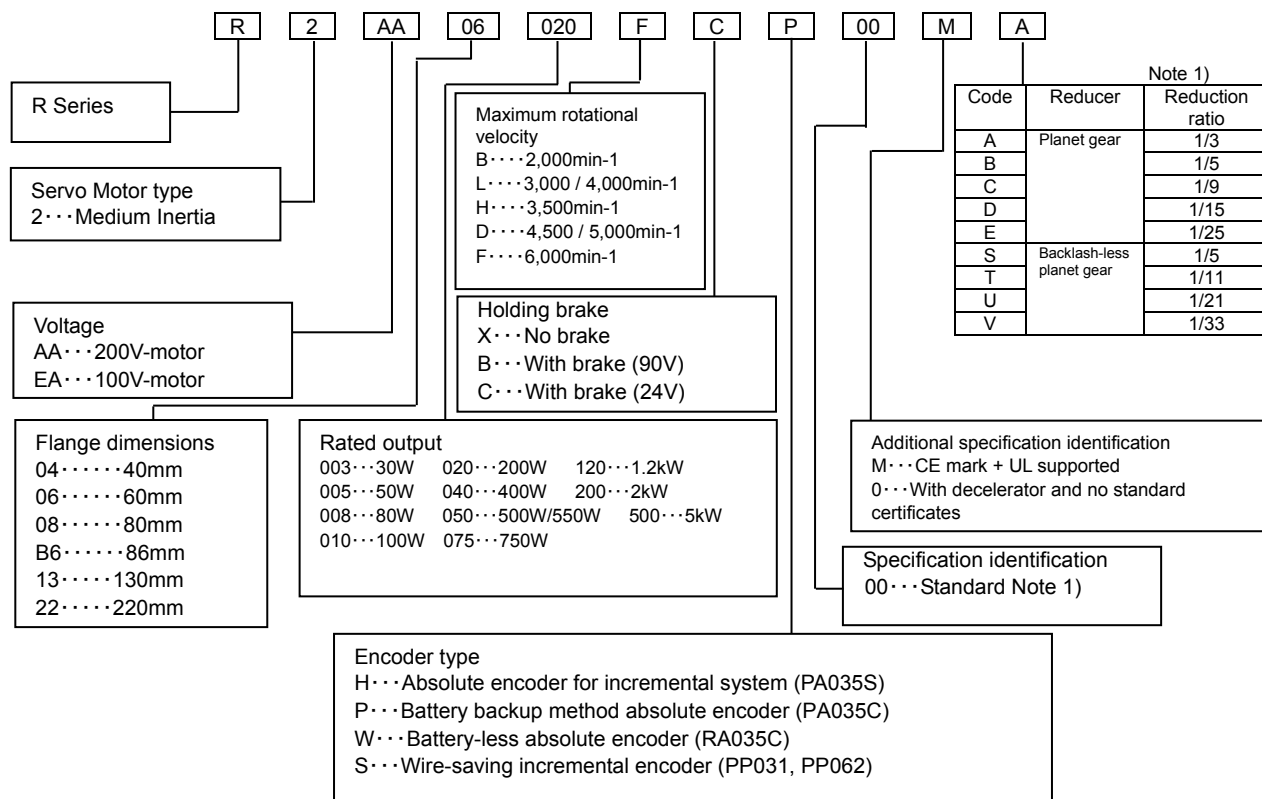 R 2 AA 06 020 F C P 00 M A
R Series
Servo Motor type
2···Medium Inertia
Voltage
AA···200V-motor
EA···100V-motor
Flange dimensions
04······40mm
06······60mm
08······80mm
B6······86mm
13·····130mm
22·····220mm
Maximum rotational
velocity
B····2,000min-1
L····3,000 / 4,000min-1
H····3,500min-1
D····4,500 / 5,000min-1
F····6,000min-1
Holding brake
X···No brake
B···With brake (90V)
C···With brake (24V)
Rated output
003···30W 020···200W 120···1.2kW
005···50W 040···400W 200···2kW
008···80W 050···500W/550W 500···5kW
010···100W 075···750W
Note 1)
Code Reducer Reduction
ratio
A Planet gear 1/3
B 1/5
C 1/9
D 1/15
E 1/25
S Backlash-less 1/5
T planet gear 1/11
U 1/21
V 1/33
Additional specification identification
M···CE mark + UL supported
0···With decelerator and no standard
certificates
Specification identification
00···Standard Note 1)
Encoder type
H···Absolute encoder for incremental system (PA035S)
P···Battery backup method absolute encoder (PA035C)
W···Battery-less absolute encoder (RA035C)
S···Wire-saving incremental encoder (PP031, PP062)